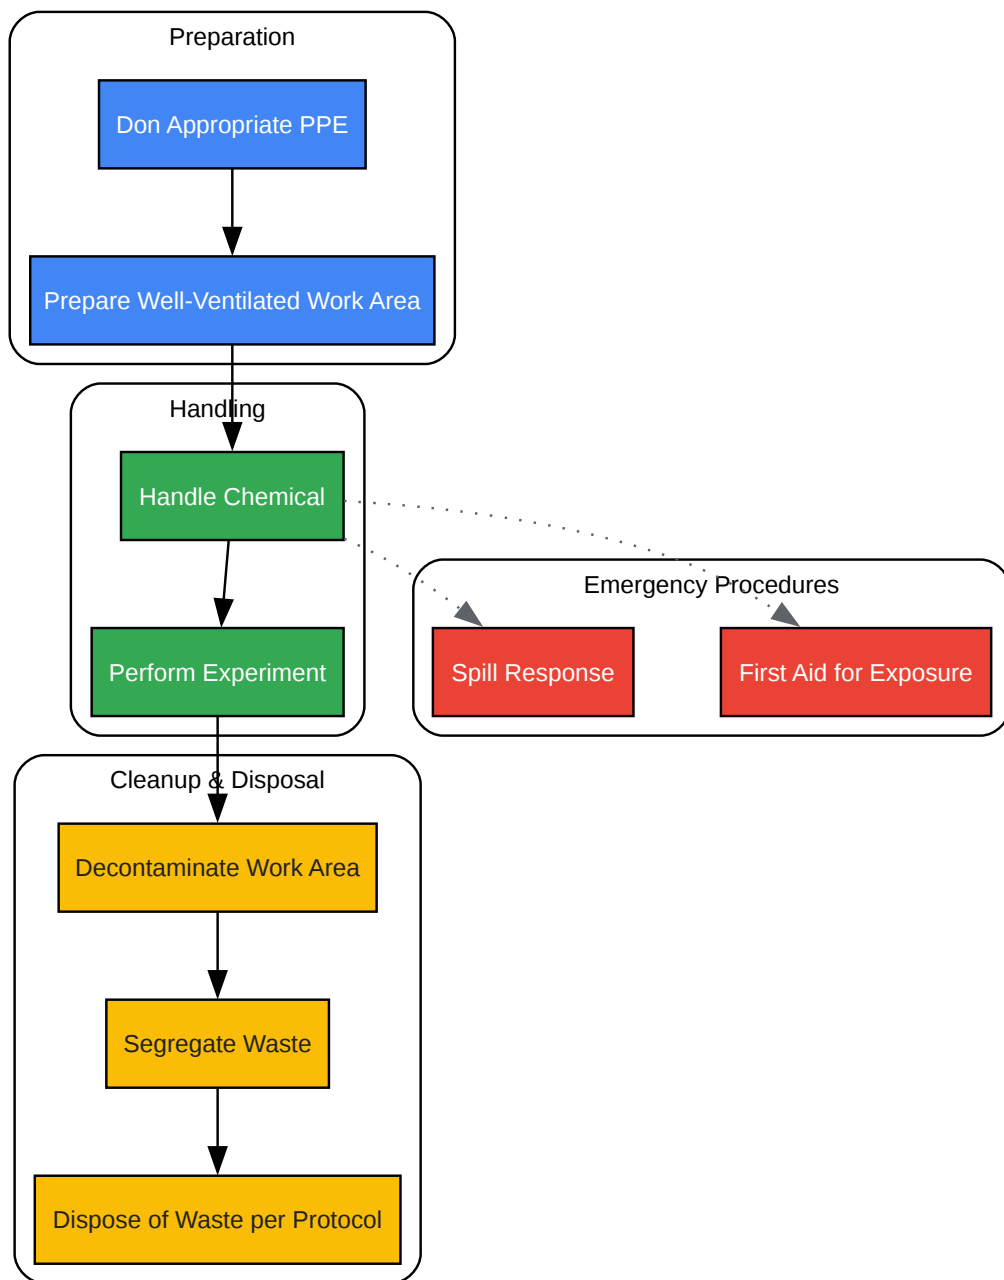 Preparation
Don Appropriate PPE
Prepare Well-Ventilated Work Area
Handling
Handle Chemical
Perform Experiment
Emergency Procedures
Spill Response
First Aid for Exposure
Cleanup & Disposal
Decontaminate Work Area
Segregate Waste
Dispose of Waste per Protocol